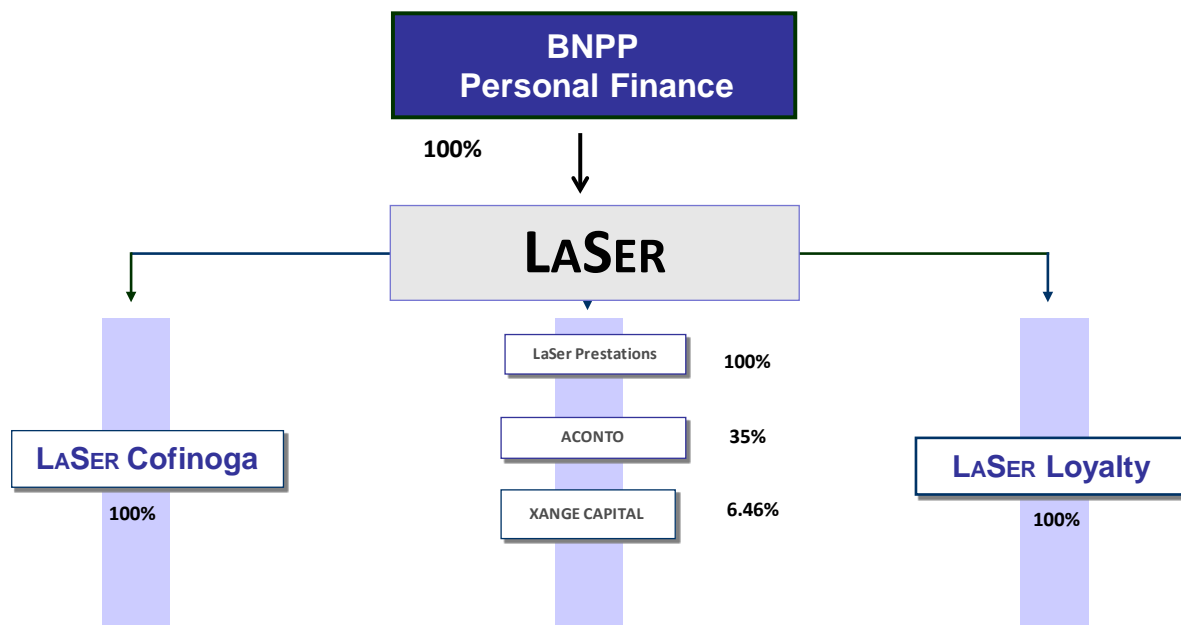 BNPP
Personal Finance
100%
LASER
LaSer Prestations
100%
ACONTO
35%
LASER Cofinoga
100%
XANGE CAPITAL
6.46%
LASER Loyalty
100%